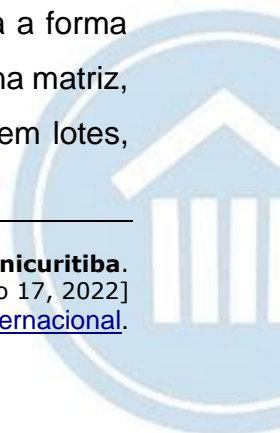 a a forma
na matriz,
em lotes,
nicuritiba.
o 17, 2022]
ernacional.